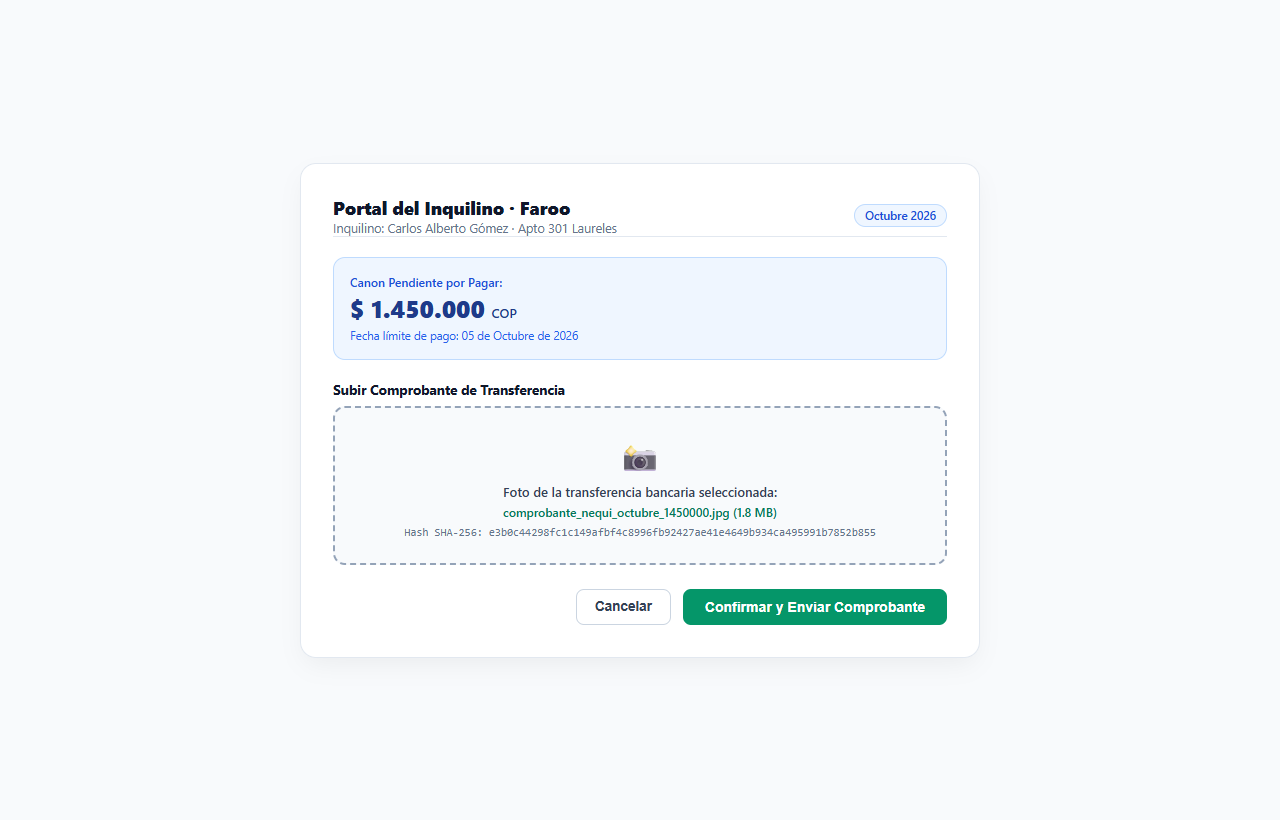 Portal del Inquilino · Faroo
Inquilino: Carlos Alberto Gómez · Apto 301 Laureles
Octubre 2026
Canon Pendiente por Pagar:
$ 1.450.000 COP
Fecha límite de pago: 05 de Octubre de 2026
Subir Comprobante de Transferencia
Foto de la transferencia bancaria seleccionada:
comprobante_nequi_octubre_1450000.jpg (1.8 MB)
Hash SHA-256: e3b0c44298fc1c149afbf4c8996fb92427ae41e4649b934ca495991b7852b855
Cancelar
Confirmar y Enviar Comprobante